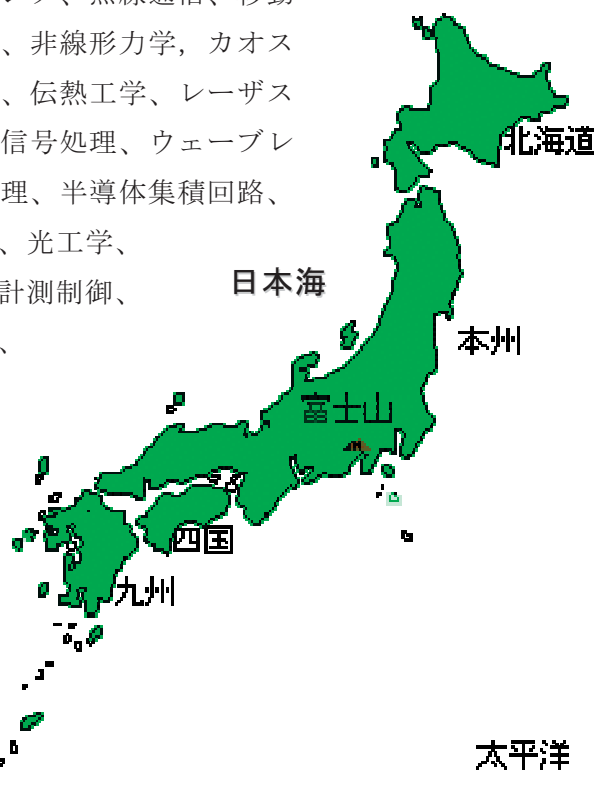 、非線形力学，カオス
、伝熱工学、レーザス
信号処理、ウェーブレ
理、半導体集積回路、
、光工学、
計測制御、
、
北海道
日本海
本州
富士山
四国
九州
太平洋